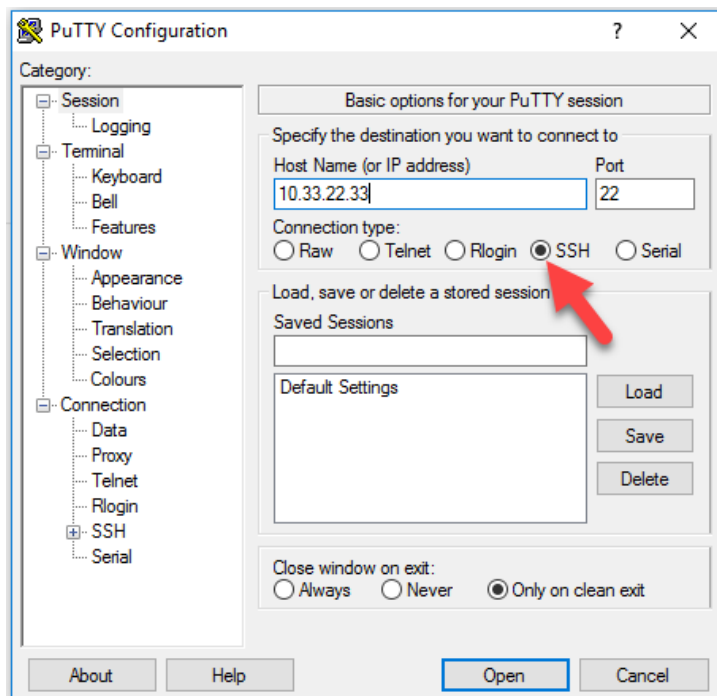 PuTTY Configuration
?
Category:
Session
Logging
Terminal
Keyboard
Bell
Features
Window
Appearance
Behaviour
Translation
Selection
Colours
Connection
Data
Proxy
Telnet
Rlogin
SSH
Serial
Basic options for your PuTTY session
Specify the destination you want to connect to
Host Name (or IP address) Port
10.33.22.33 22
Connection type:
Raw Telnet Rlogin SSH Serial
Load, save or delete a stored session
Saved Sessions
Default Settings
Load
Save
Delete
Close window on exit:
Always Never Only on clean exit
About Help Open Cancel